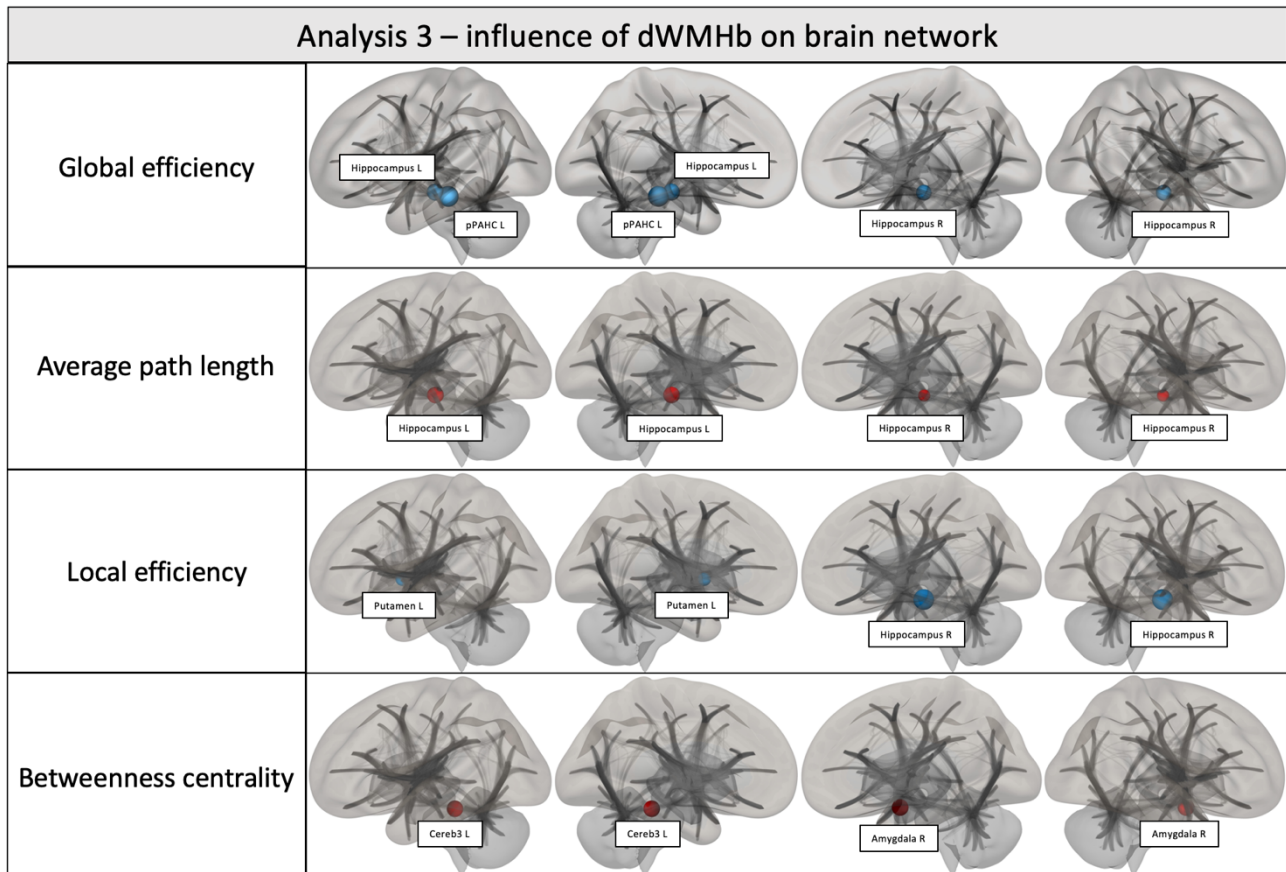 Analysis 3 – influence of dWMHb on brain network
Global efficiency
Hippocampus L
pPAHC L
Hippocampus L
pPAHC L
Hippocampus R
Hippocampus R
Average path length
Hippocampus L
Hippocampus L
Hippocampus R
Hippocampus R
Local efficiency
Putamen L
Putamen L
Hippocampus R
Hippocampus R
Betweenness centrality
Cereb3 L
Cereb3 L
Amygdala R
Amygdala R